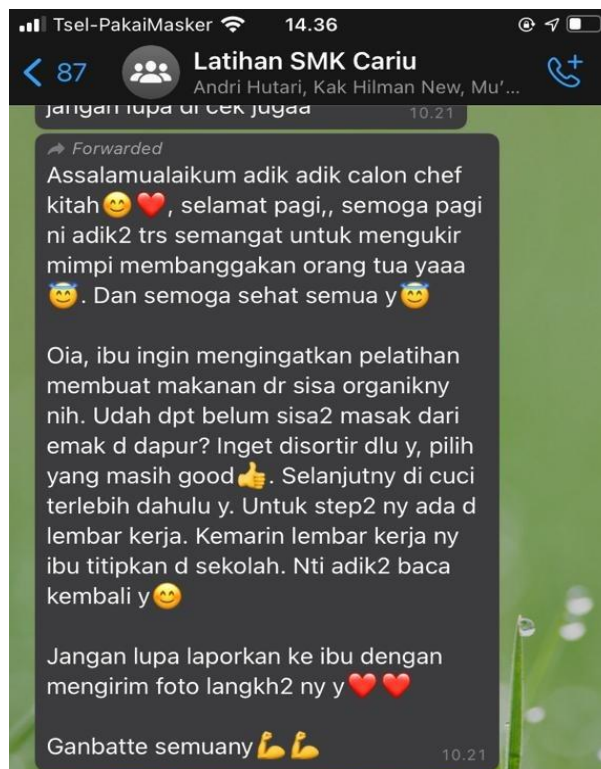 Tsel-PakaiMasker 14.36
87 Latihan SMK Cariu
Andri Hutari, Kak Hilman New, Mu'...
jangan lupa di cek jugaa 10.21
Forwarded
Assalamualaikum adik adik calon chef
kitah😊❤️, selamat pagi,, semoga pagi
ni adik2 trs semangat untuk mengukir
mimpi membanggakan orang tua yaaa
😇. Dan semoga sehat semua y😇
Oia, ibu ingin mengingatkan pelatihan
membuat makanan dr sisa organikny
nih. Udah dpt belum sisa2 masak dari
emak d dapur? Inget disortir dlu y, pilih
yang masih good👍. Selanjutny di cuci
terlebih dahulu y. Untuk step2 ny ada d
lembar kerja. Kemarin lembar kerja ny
ibu titipkan d sekolah. Nti adik2 baca
kembali y😊
Jangan lupa laporkan ke ibu dengan
mengirim foto langkh2 ny y❤️❤️
Ganbatte semuany💪💪 10.21